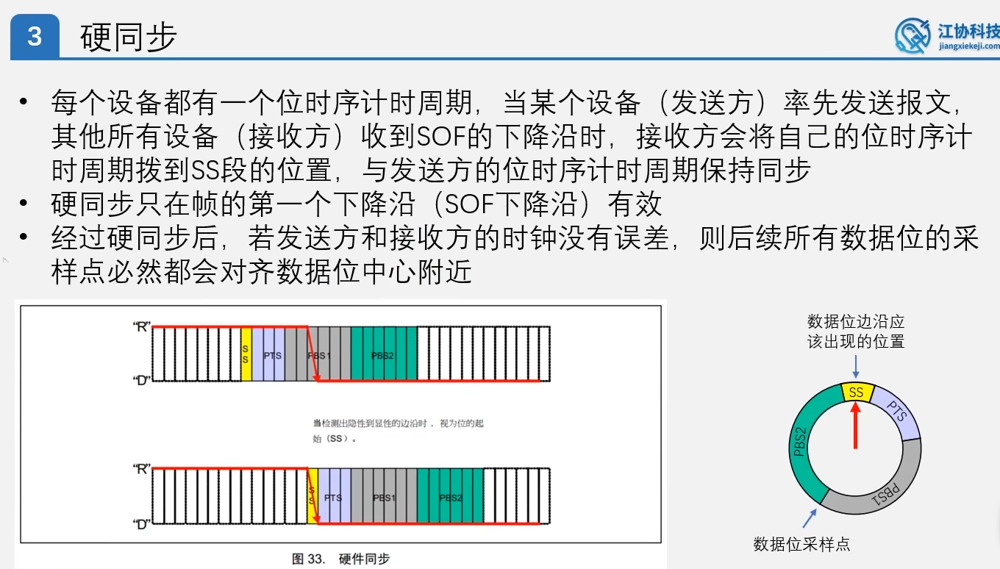 3 硬同步
江协科技
jiangxiekeji.com
• 每个设备都有一个位时序计时周期，当某个设备（发送方）率先发送报文，
其他所有设备（接收方）收到SOF的下降沿时，接收方会将自己的位时序计
时周期拨到SS段的位置，与发送方的位时序计时周期保持同步
• 硬同步只在帧的第一个下降沿（SOF下降沿）有效
• 经过硬同步后，若发送方和接收方的时钟没有误差，则后续所有数据位的采
样点必然都会对齐数据位中心附近
“R”
SS PTS PBS1 PBS2
“D”
当检测出隐性到显性的边沿时，视为位的起
始（SS）。
“R”
SS PTS PBS1 PBS2
“D”
图 33. 硬件同步
数据位边沿应
该出现的位置
SS
PTS
PBS2
PBS1
数据位采样点